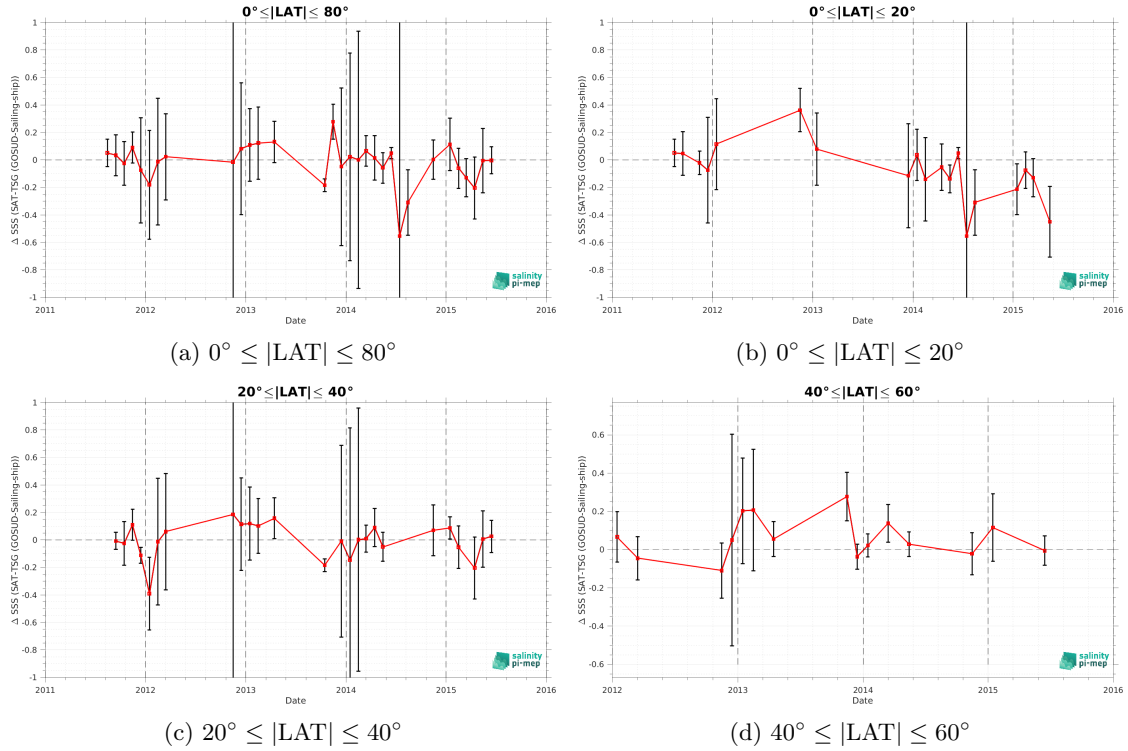 0°≤|LAT|≤ 80°
Δ SSS (SAT-TSG (GOSUD-Sailing-ship))
1
0.8
0.6
0.4
0.2
0
-0.2
-0.4
-0.6
-0.8
-1
2011 2012 2013 2014 2015 2016
Date
salinity
pi-mep
(a) 0° ≤ |LAT| ≤ 80°
0°≤|LAT|≤ 20°
Δ SSS (SAT-TSG (GOSUD-Sailing-ship))
1
0.8
0.6
0.4
0.2
0
-0.2
-0.4
-0.6
-0.8
-1
2011 2012 2013 2014 2015 2016
Date
salinity
pi-mep
(b) 0° ≤ |LAT| ≤ 20°
20°≤|LAT|≤ 40°
Δ SSS (SAT-TSG (GOSUD-Sailing-ship))
1
0.8
0.6
0.4
0.2
0
-0.2
-0.4
-0.6
-0.8
-1
2011 2012 2013 2014 2015 2016
Date
salinity
pi-mep
(c) 20° ≤ |LAT| ≤ 40°
40°≤|LAT|≤ 60°
Δ SSS (SAT-TSG (GOSUD-Sailing-ship))
0.6
0.4
0.2
0
-0.2
-0.4
-0.6
2012 2013 2014 2015 2016
Date
salinity
pi-mep
(d) 40° ≤ |LAT| ≤ 60°